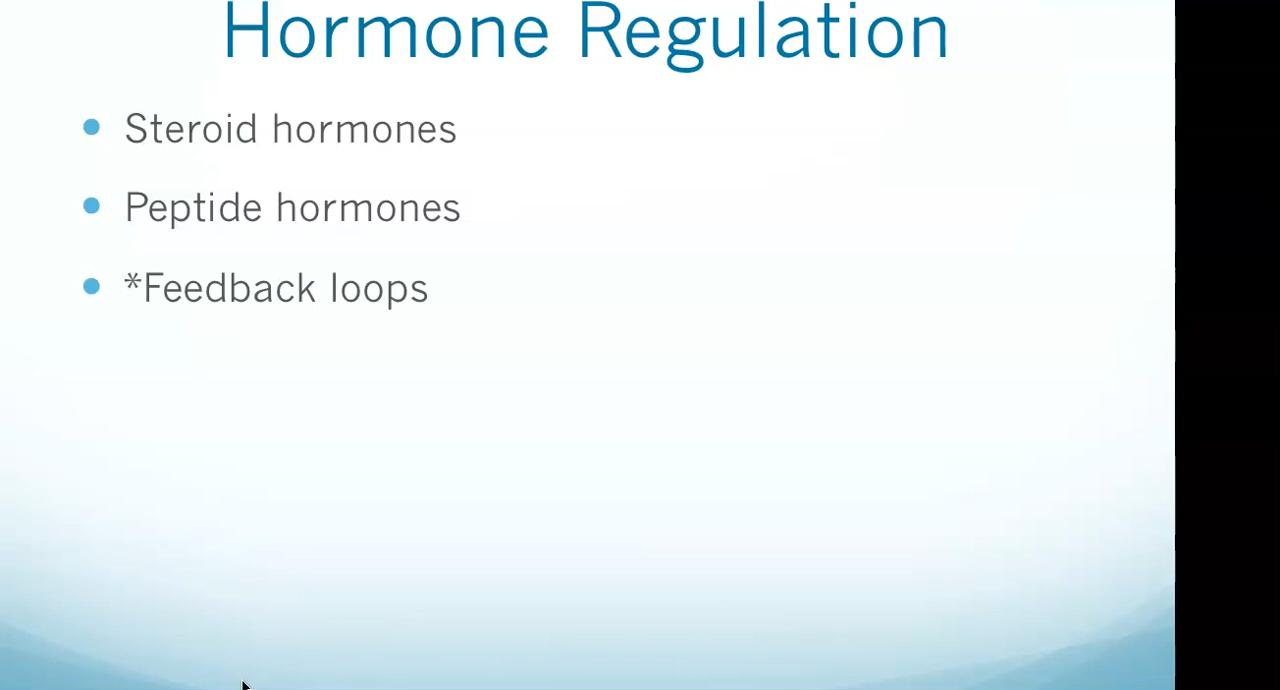 Hormone Regulation
Steroid hormones
Peptide hormones
*Feedback loops